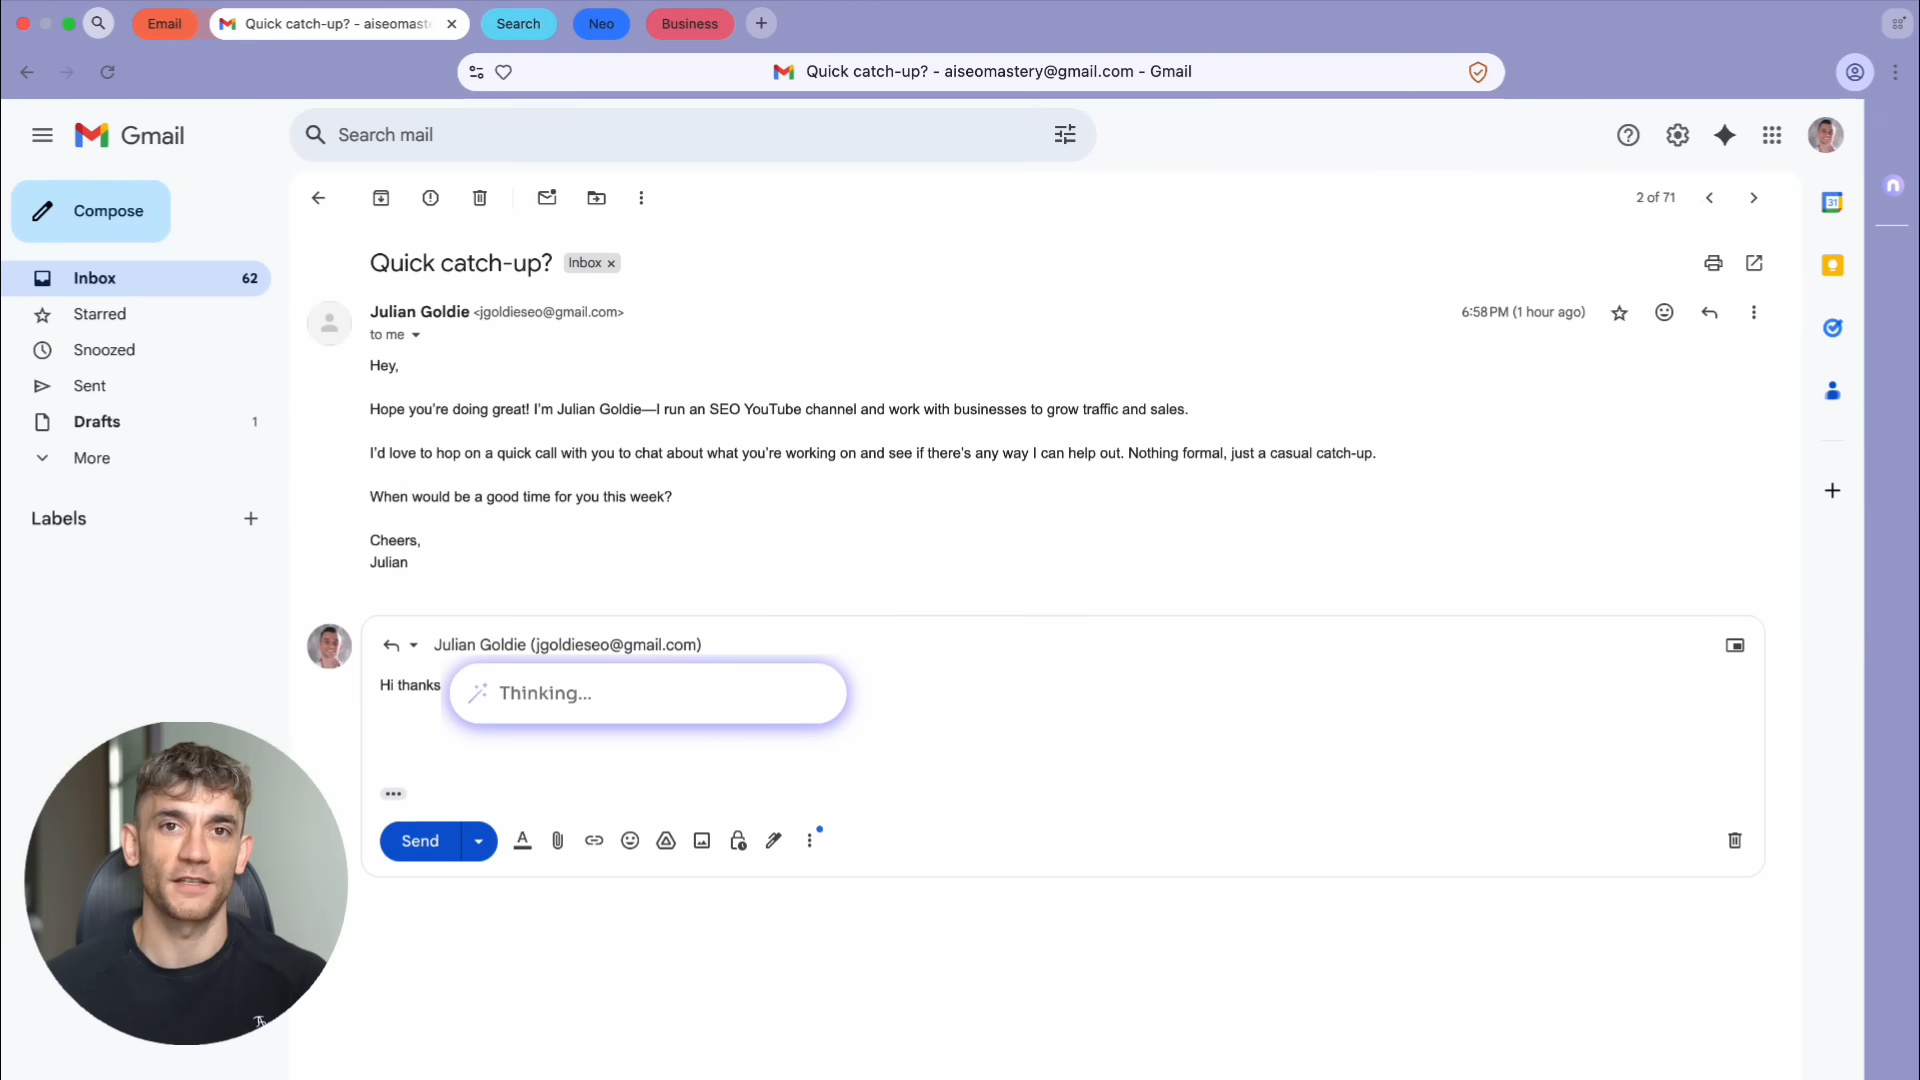 Email
Quick catch-up? - aiseomast
Search
Neo
Business
Quick catch-up? - aiseomastery@gmail.com - Gmail
Gmail
Search mail
Compose
2 of 71
31
Quick catch-up?
Inbox x
Inbox 62
Starred
Snoozed
Sent
Drafts 1
More
Labels
Julian Goldie <jgoldieseo@gmail.com>
6:58 PM (1 hour ago)
to me
Hey,
Hope you're doing great! I'm Julian Goldie—I run an SEO YouTube channel and work with businesses to grow traffic and sales.
I'd love to hop on a quick call with you to chat about what you're working on and see if there's any way I can help out. Nothing formal, just a casual catch-up.
When would be a good time for you this week?
Cheers,
Julian
Julian Goldie (jgoldieseo@gmail.com)
Hi thanks
Thinking...
Send